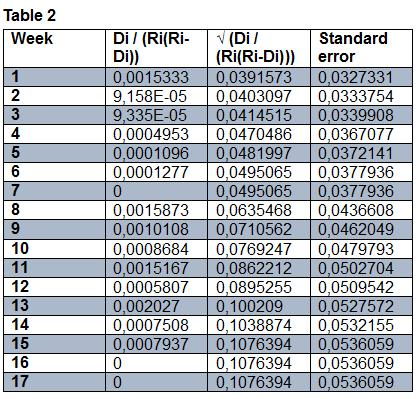 Table 2
Week Di / (Ri(Ri- √ (Di / Standard
Di)) (Ri(Ri-Di))) error
1 0,0015333 0,0391573 0,0327331
2 9,158E-05 0,0403097 0,0333754
3 9,335E-05 0,0414515 0,0339908
4 0,0004953 0,0470486 0,0367077
5 0,0001096 0,0481997 0,0372141
6 0,0001277 0,0495065 0,0377936
7 0 0,0495065 0,0377936
8 0,0015873 0,0635468 0,0436608
9 0,0010108 0,0710562 0,0462049
10 0,0008684 0,0769247 0,0479793
11 0,0015167 0,0862212 0,0502704
12 0,0005807 0,0895255 0,0509542
13 0,002027 0,100209 0,0527572
14 0,0007508 0,1038874 0,0532155
15 0,0007937 0,1076394 0,0536059
16 0 0,1076394 0,0536059
17 0 0,1076394 0,0536059